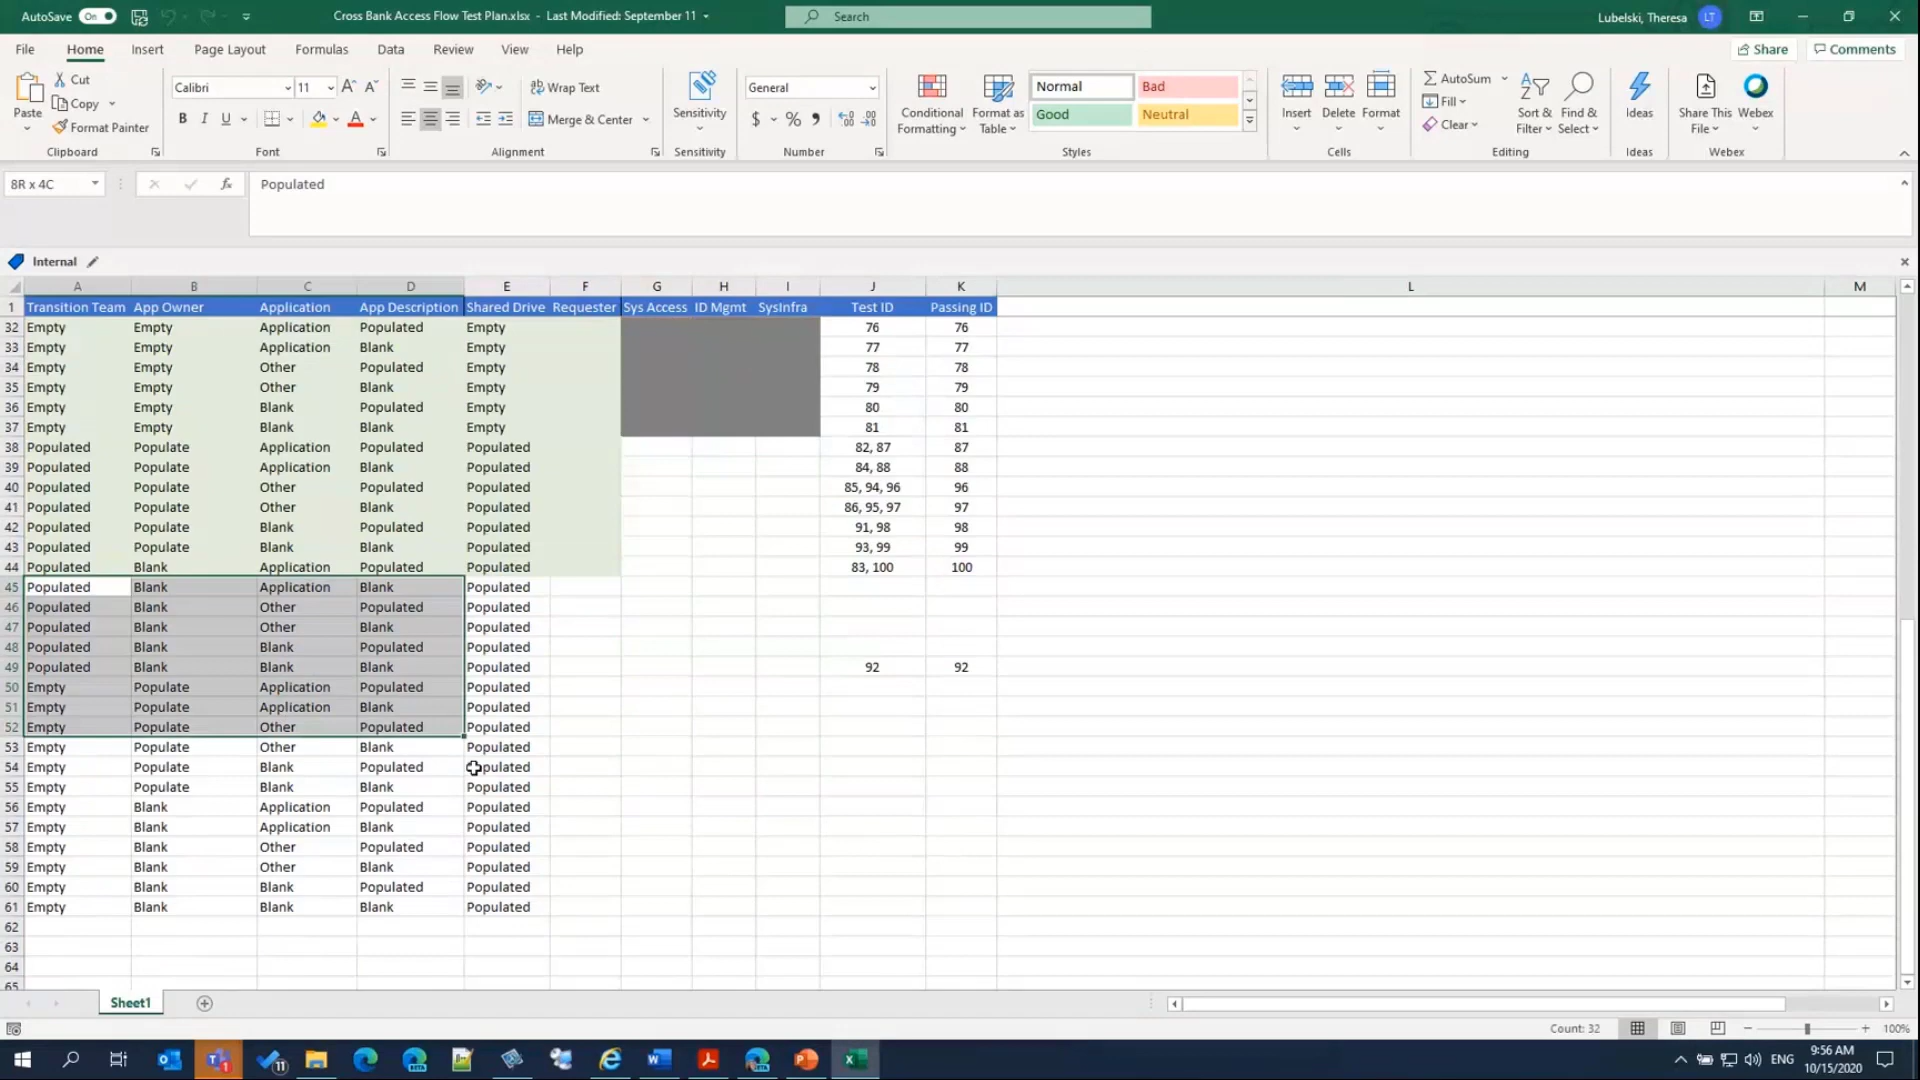 AutoSave On Cross Bank Access Flow Test Plan.xlsx - Last Modified: September 11 Search Lubelski, Theresa LT
File Home Insert Page Layout Formulas Data Review View Help Share Comments
Paste Cut Copy Format Painter Clipboard
Calibri 11 B I U Font
Wrap Text Merge & Center Alignment
Sensitivity Sensitivity
General $ % Number
Conditional Formatting Format as Table Normal Bad Good Neutral Styles
Insert Delete Format Cells
AutoSum Fill Clear Sort & Filter Find & Select Editing
Ideas Ideas
Share This File Webex Webex
8R x 4C fx Populated
Internal
A B C D E F G H I J K L M
1 Transition Team App Owner Application App Description Shared Drive Requester Sys Access ID Mgmt SysInfra Test ID Passing ID
32 Empty Empty Application Populated Empty 76 76
33 Empty Empty Application Blank Empty 77 77
34 Empty Empty Other Populated Empty 78 78
35 Empty Empty Other Blank Empty 79 79
36 Empty Empty Blank Populated Empty 80 80
37 Empty Empty Blank Blank Empty 81 81
38 Populated Populate Application Populated Populated 82, 87 87
39 Populated Populate Application Blank Populated 84, 88 88
40 Populated Populate Other Populated Populated 85, 94, 96 96
41 Populated Populate Other Blank Populated 86, 95, 97 97
42 Populated Populate Blank Populated Populated 91, 98 98
43 Populated Populate Blank Blank Populated 93, 99 99
44 Populated Blank Application Populated Populated 83, 100 100
45 Populated Blank Application Blank Populated
46 Populated Blank Other Populated Populated
47 Populated Blank Other Blank Populated
48 Populated Blank Blank Populated Populated
49 Populated Blank Blank Blank Populated 92 92
50 Empty Populate Application Populated Populated
51 Empty Populate Application Blank Populated
52 Empty Populate Other Populated Populated
53 Empty Populate Other Blank Populated
54 Empty Populate Blank Populated Populated
55 Empty Populate Blank Blank Populated
56 Empty Blank Application Populated Populated
57 Empty Blank Application Blank Populated
58 Empty Blank Other Populated Populated
59 Empty Blank Other Blank Populated
60 Empty Blank Blank Populated Populated
61 Empty Blank Blank Blank Populated
62
63
64
65
Sheet1
Count: 32 100%
11 1 ENG 9:56 AM
10/15/2020